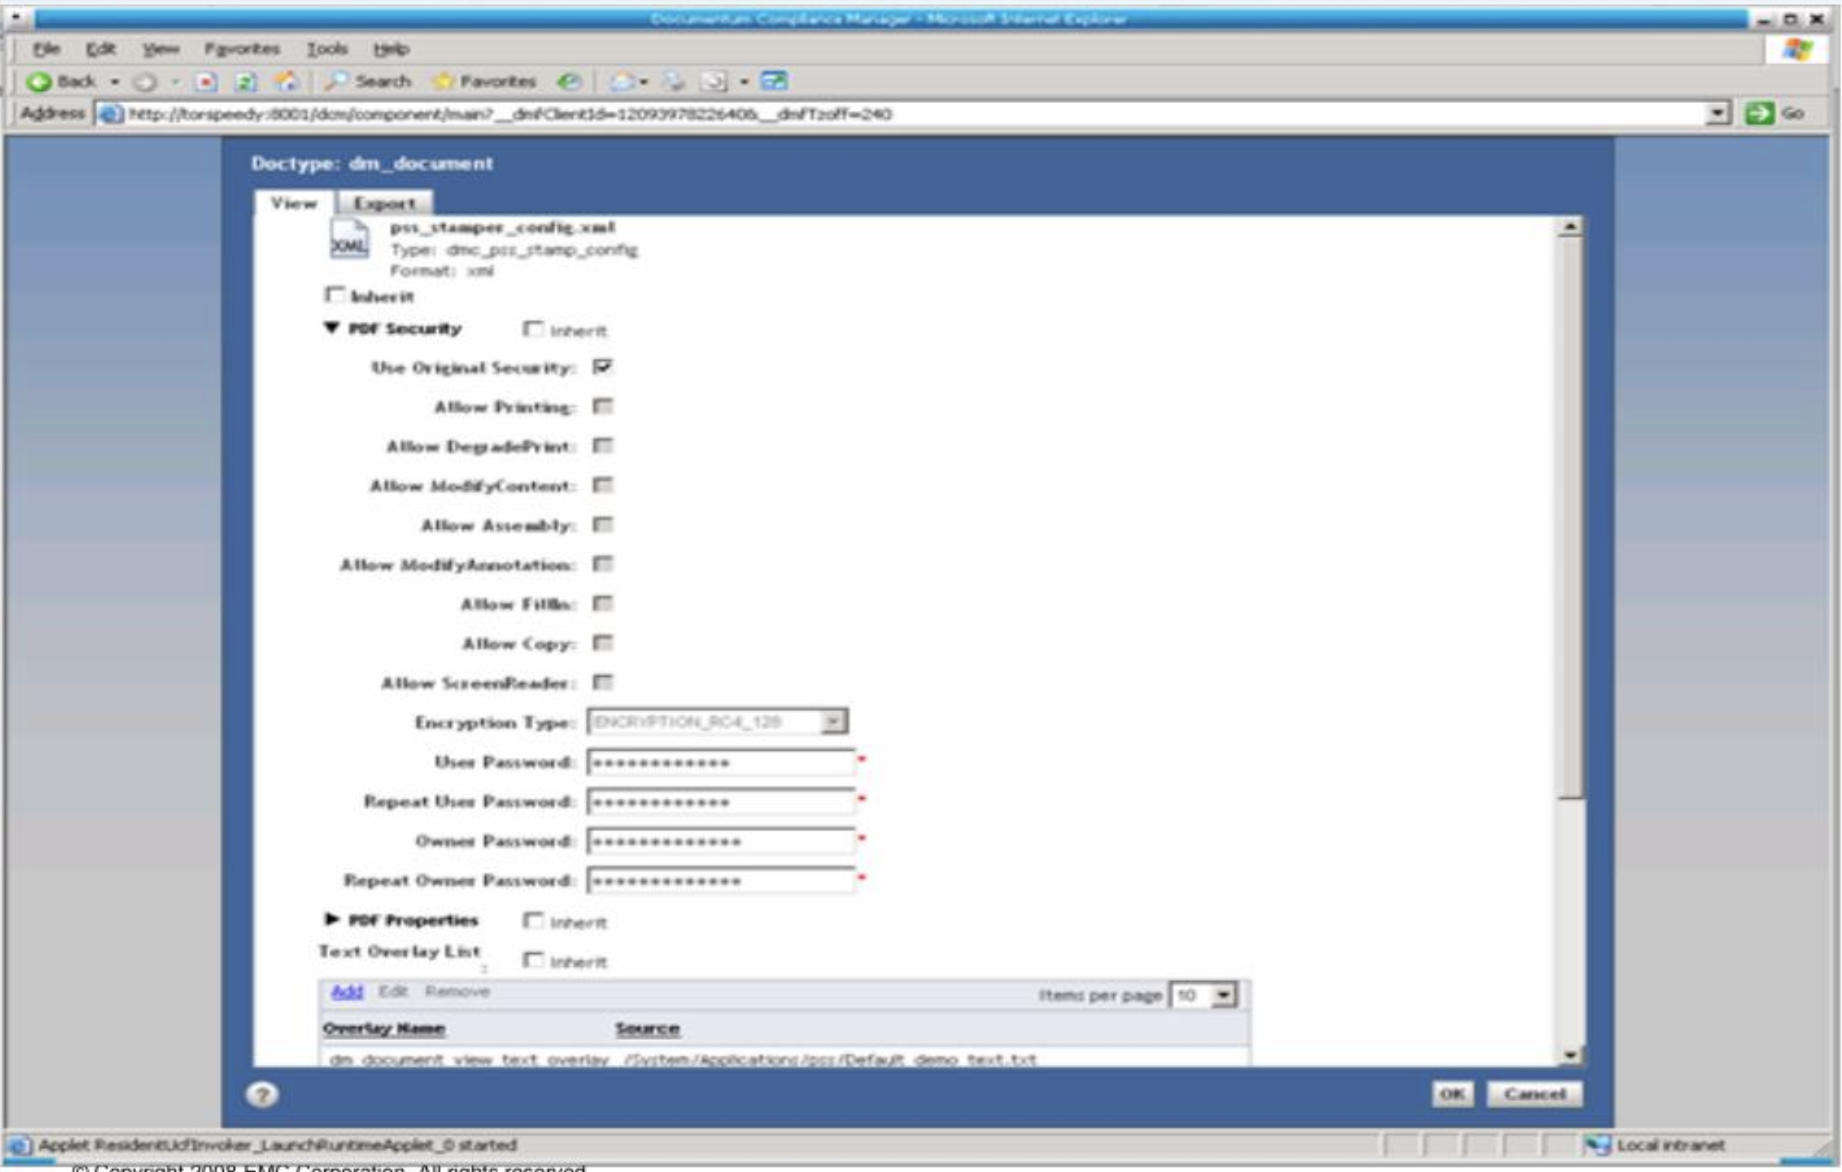 Documentum Compliance Manager - Microsoft Internet Explorer
File Edit View Favorites Tools Help
Back Search Favorites
Address http://torspeedy:8001/dcm/component/main?__dmfClientId=1209397822640&__dmfTzoff=240 Go
Doctype: dm_document
View Export
XML pss_stamper_config.xml
Type: dmc_pss_stamp_config
Format: xml
Inherit
PDF Security Inherit
Use Original Security:
Allow Printing:
Allow DegradePrint:
Allow ModifyContent:
Allow Assembly:
Allow ModifyAnnotation:
Allow FillIn:
Allow Copy:
Allow ScreenReader:
Encryption Type: ENCRYPTION_RC4_128
User Password: ************ *
Repeat User Password: ************ *
Owner Password: ************* *
Repeat Owner Password: ************* *
PDF Properties Inherit
Text Overlay List : Inherit
Add Edit Remove Items per page 10
Overlay Name Source
dm_document_view_text_overlay /System/Applications/pss/Default_demo_text.txt
? OK Cancel
Applet ResidentUcfInvoker_LaunchRuntimeApplet_0 started Local intranet
© Copyright 2008 EMC Corporation. All rights reserved.